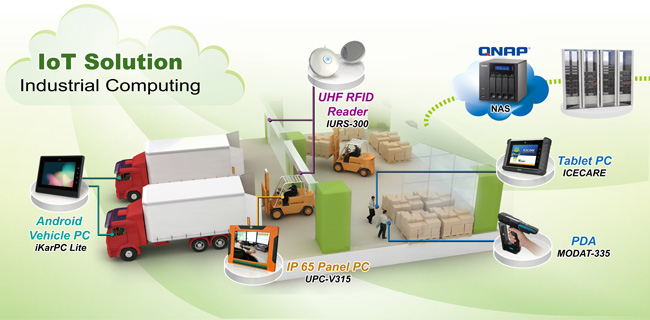 IoT Solution
Industrial Computing
QNAP
NAS
UHF RFID
Reader
IURS-300
Tablet PC
ICECARE
Android
Vehicle PC
iKarPC Lite
IP 65 Panel PC
UPC-V315
PDA
MODAT-335